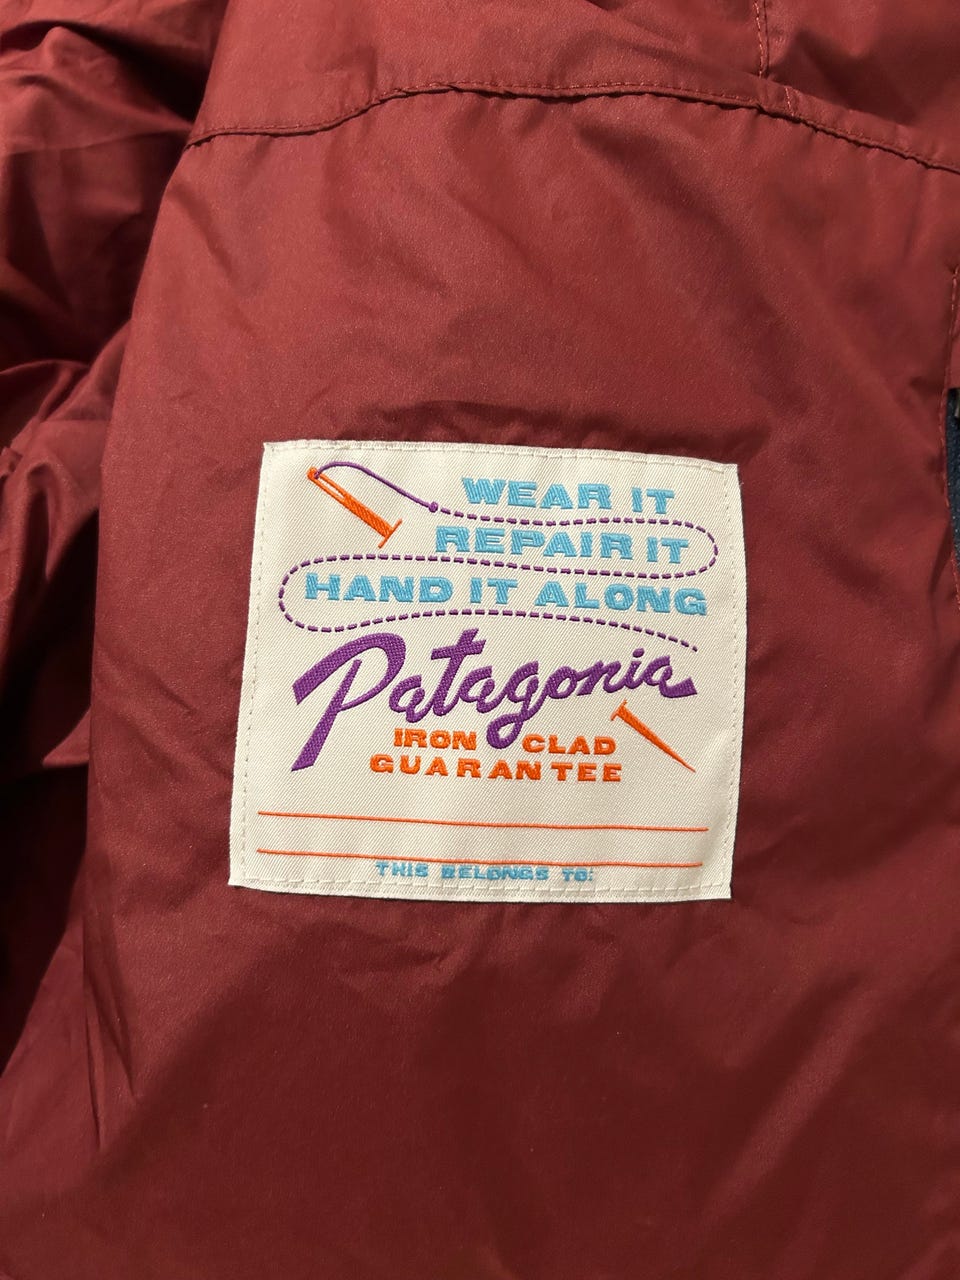 WEAR IT
REPAIR IT
HAND IT ALONG
Patagonia
IRON CLAD
GUARANTEE
THIS BELONGS TO: